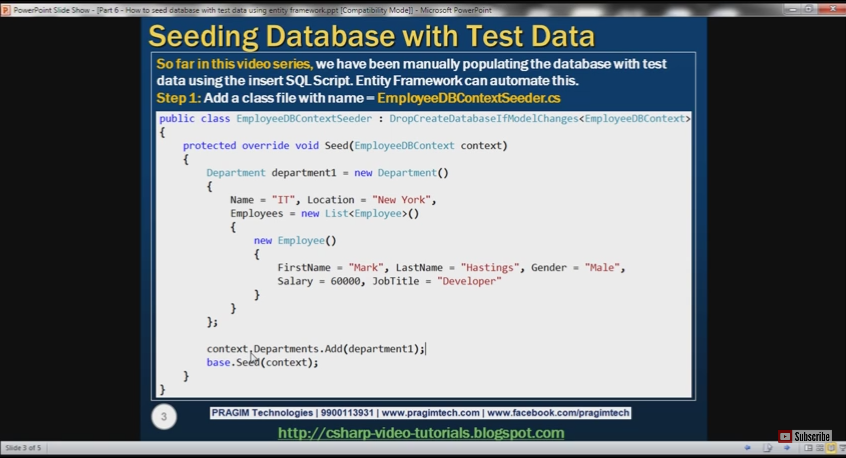 PowerPoint Slide Show - [Part 6 - How to seed database with test data using entity framework.ppt [Compatibility Mode]] - Microsoft PowerPoint
Seeding Database with Test Data
So far in this video series, we have been manually populating the database with test
data using the insert SQL Script. Entity Framework can automate this.
Step 1: Add a class file with name = EmployeeDBContextSeeder.cs
public class EmployeeDBContextSeeder : DropCreateDatabaseIfModelChanges<EmployeeDBContext>
{
protected override void Seed(EmployeeDBContext context)
{
Department department1 = new Department()
{
Name = "IT", Location = "New York",
Employees = new List<Employee>()
{
new Employee()
{
FirstName = "Mark", LastName = "Hastings", Gender = "Male",
Salary = 60000, JobTitle = "Developer"
}
}
};
context.Departments.Add(department1);
base.Seed(context);
}
}
3
PRAGIM Technologies | 9900113931 | www.pragimtech.com | www.facebook.com/pragimtech
http://csharp-video-tutorials.blogspot.com
Subscribe
Slide 3 of 5